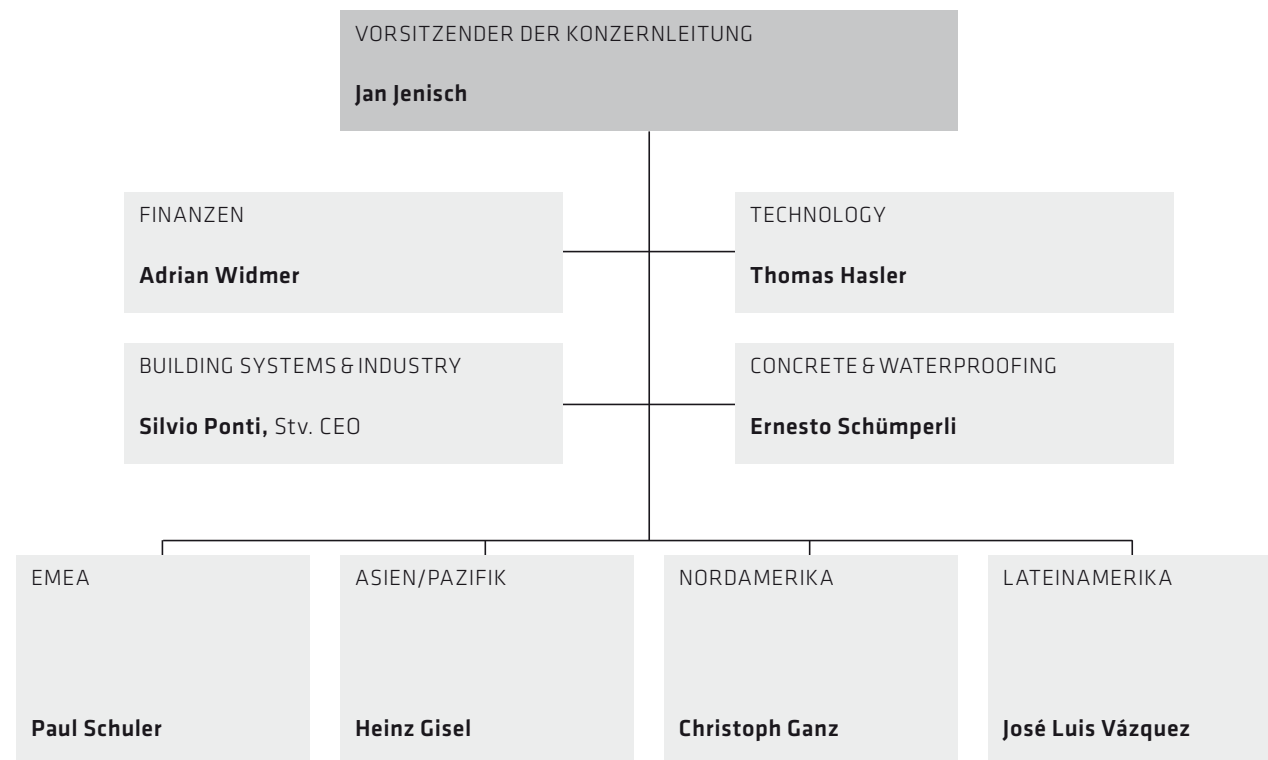 VORSITZENDER DER KONZERNLEITUNG
Jan Jenisch
FINANZEN
Adrian Widmer
TECHNOLOGY
Thomas Hasler
BUILDING SYSTEMS & INDUSTRY
Silvio Ponti, Stv. CEO
CONCRETE & WATERPROOFING
Ernesto Schümperli
EMEA
Paul Schuler
ASIEN/PAZIFIK
Heinz Gisel
NORDAMERIKA
Christoph Ganz
LATEINAMERIKA
José Luis Vázquez